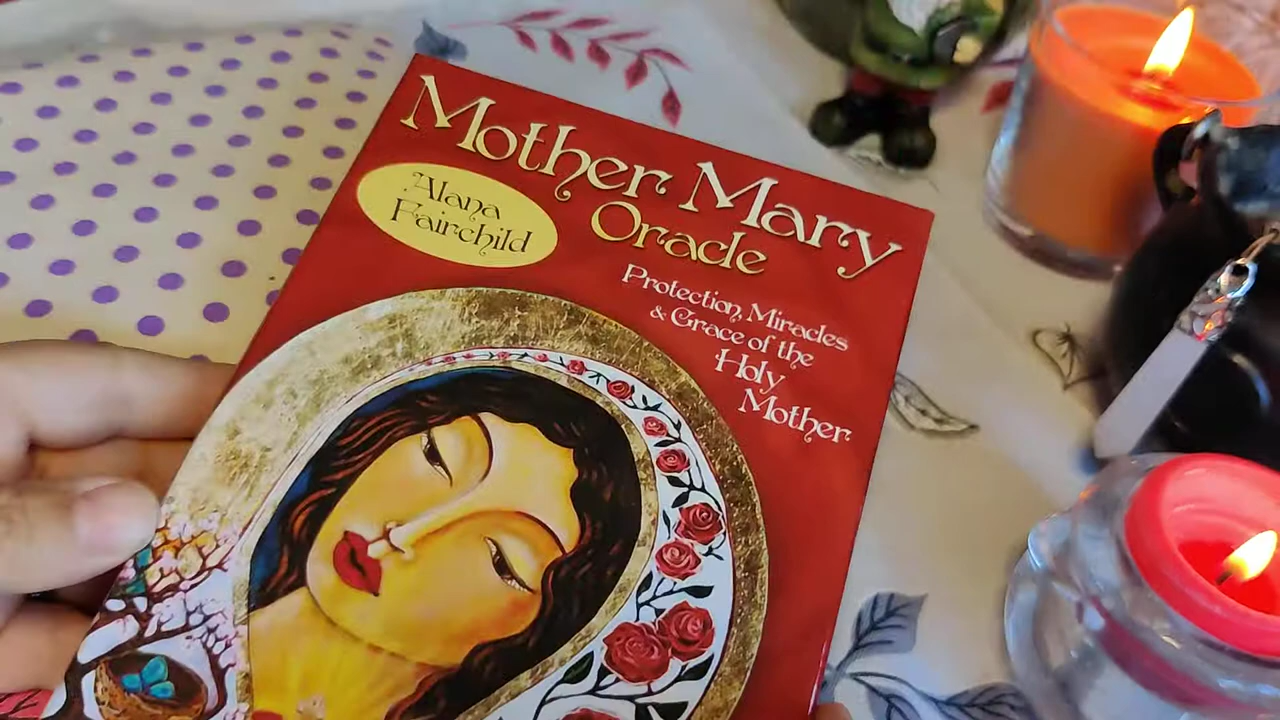 Mother Mary
Oracle
Alana
Fairchild
Protection, Miracles
& Grace of the
Holy
Mother